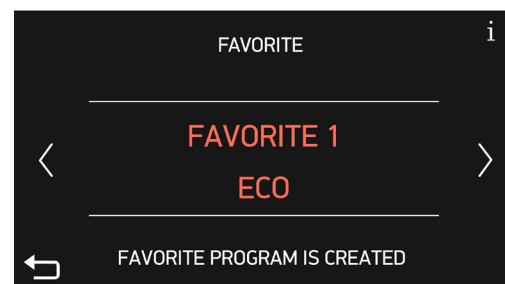 FAVORITE
i
FAVORITE 1
ECO
FAVORITE PROGRAM IS CREATED